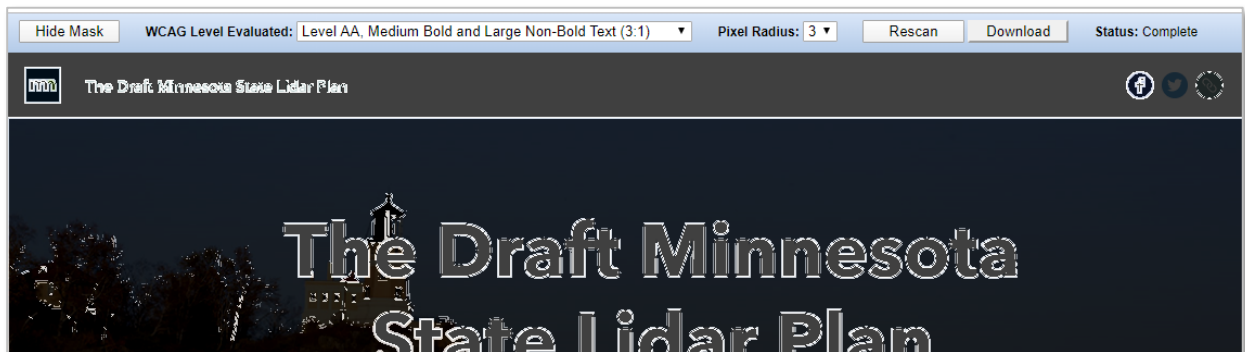 Hide Mask WCAG Level Evaluated: Level AA, Medium Bold and Large Non-Bold Text (3:1) Pixel Radius: 3 Rescan Download Status: Complete
The Draft Minnesota State Lidar Plan
The Draft Minnesota
State Lidar Plan